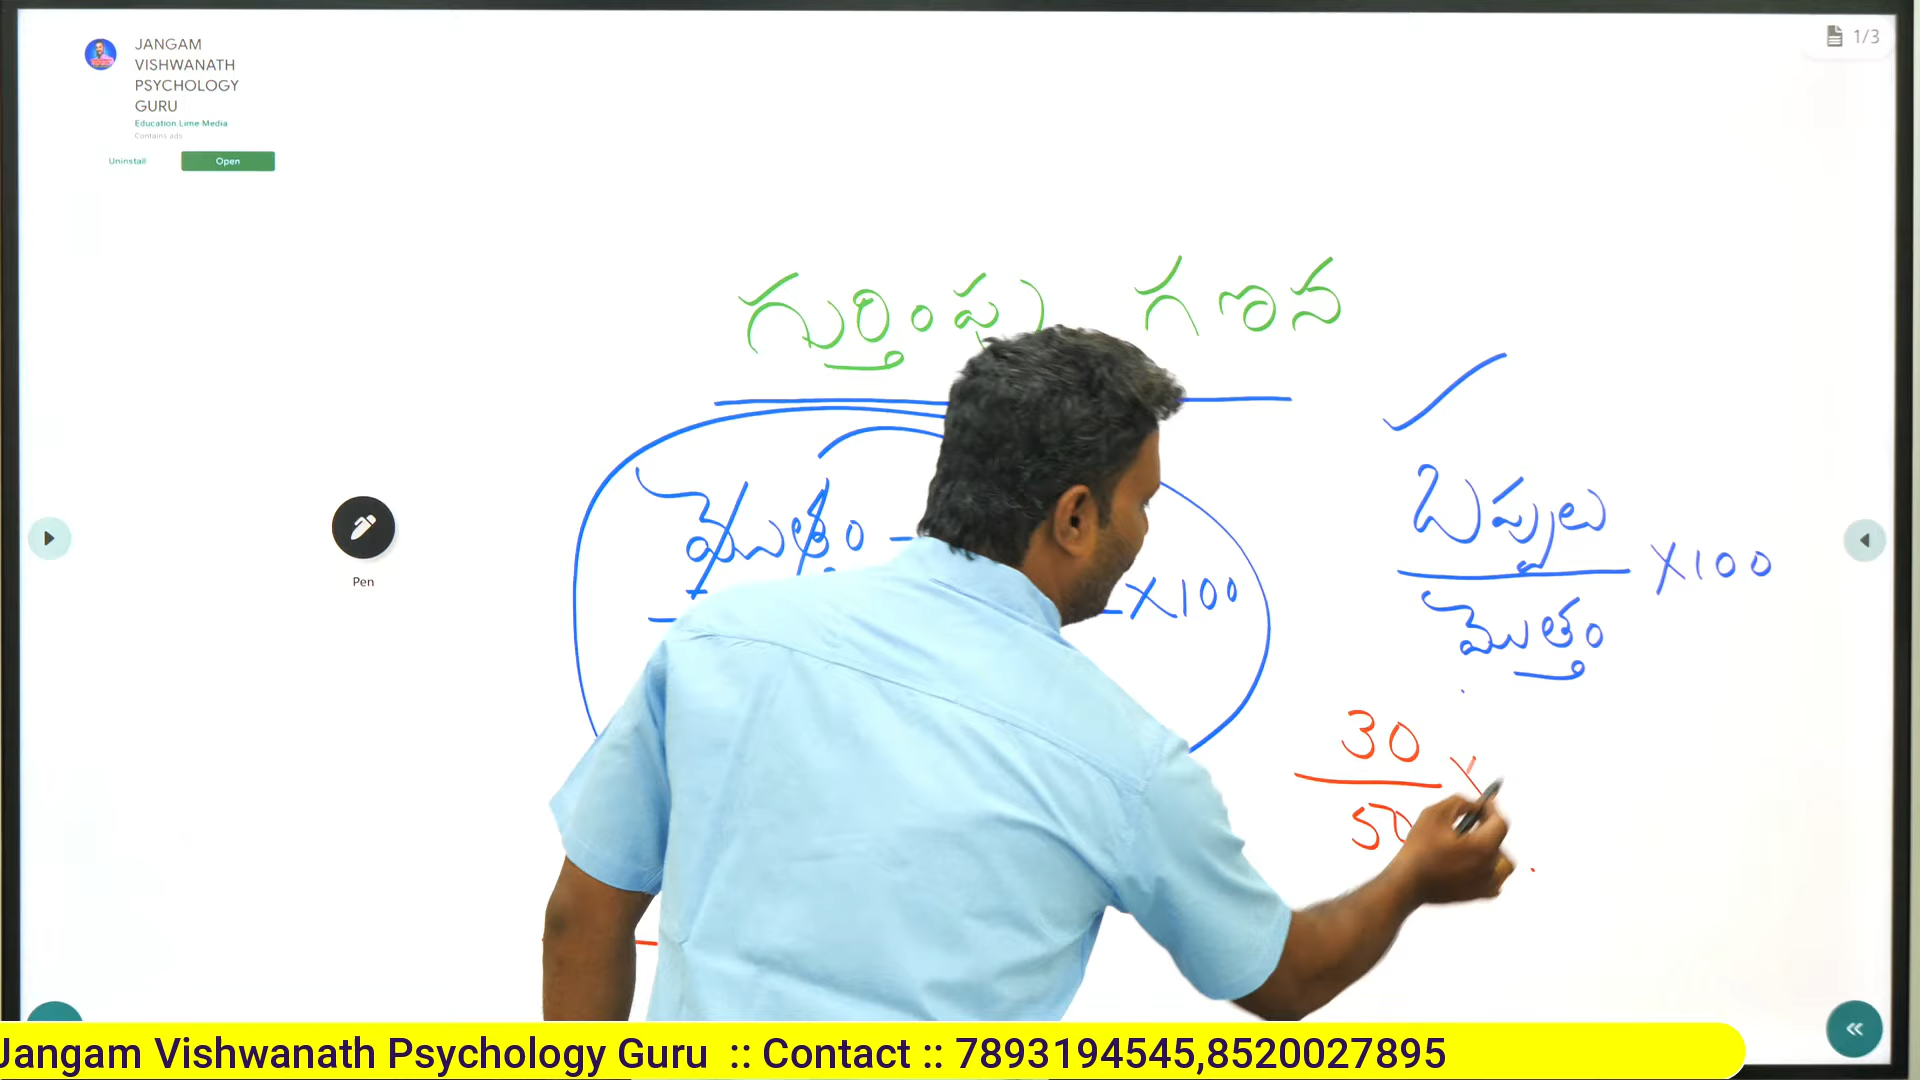 JANGAM
VISHWANATH
PSYCHOLOGY
GURU
Education Lime Media
Contains ads
Uninstall
Open
1/3
గుర్తింపు గణన
మొత్తం -
-X100
ఒప్పులు
X100
మొత్తం
30
50
Pen
Jangam Vishwanath Psychology Guru :: Contact :: 7893194545,8520027895